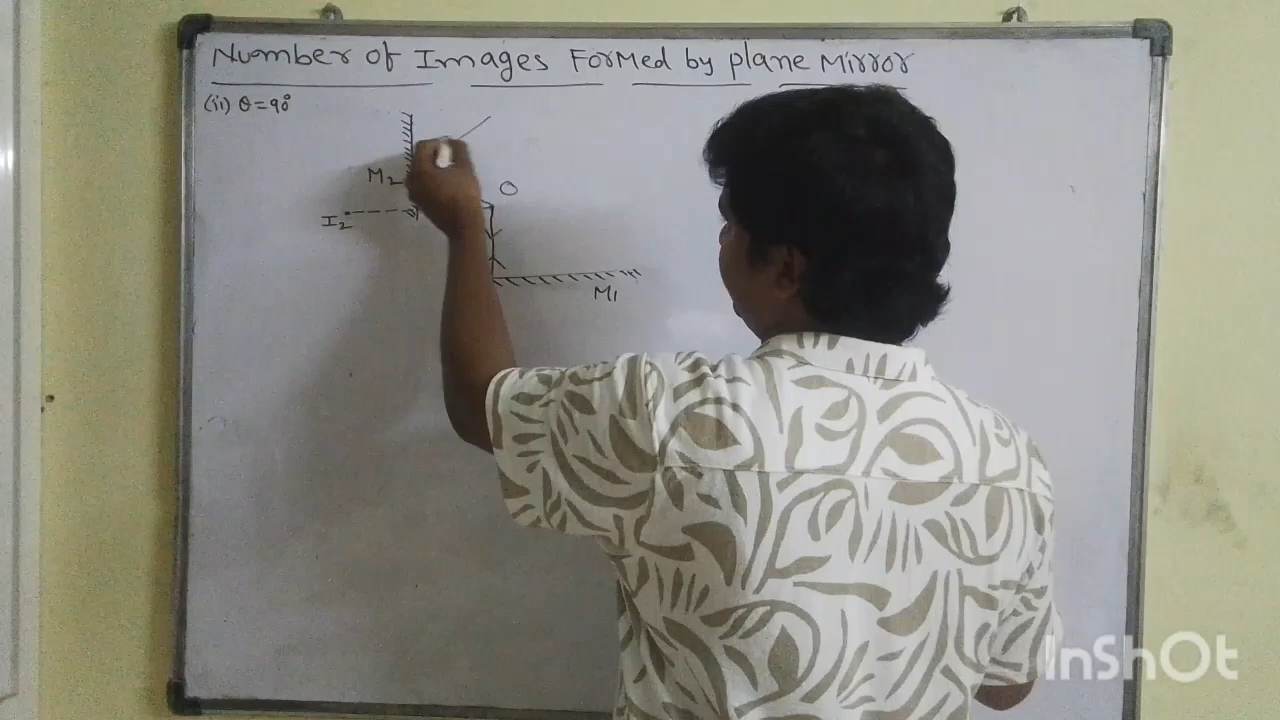 Number of Images Formed by plane Mirror
(ii) θ=90°
M2
O
I2
M1
InShOt